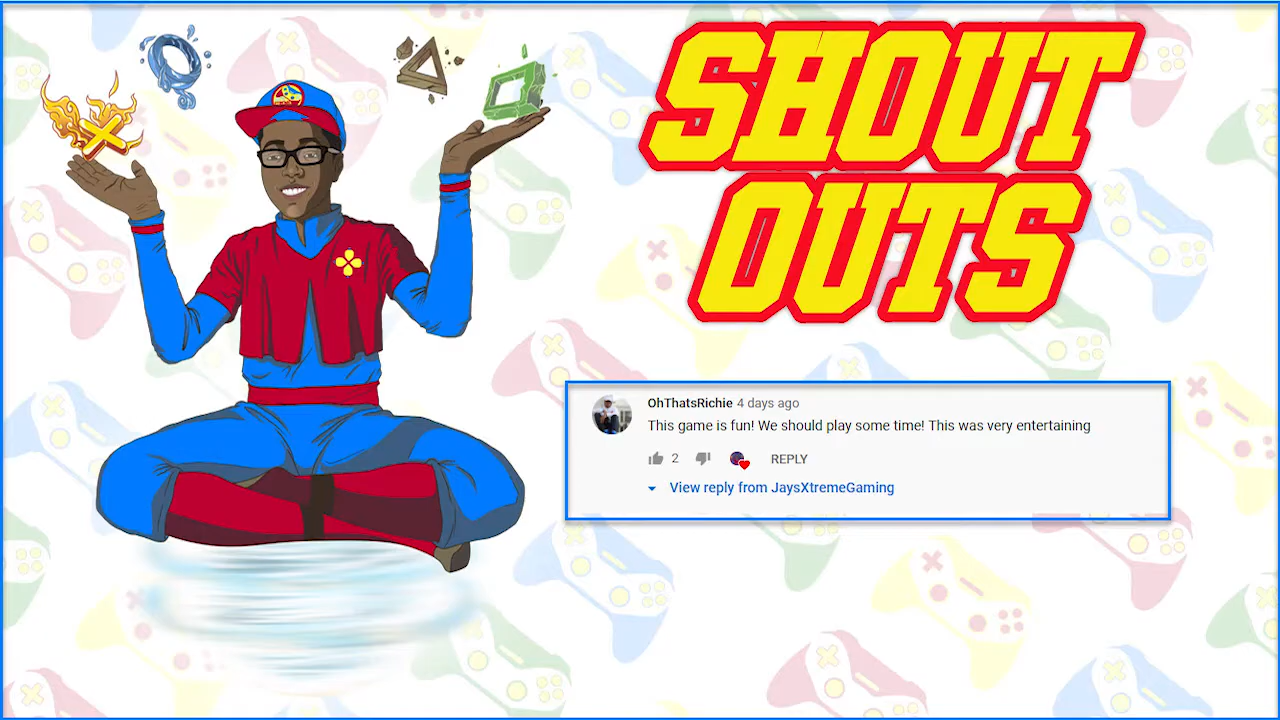 SHOUT
OUTS
OhThatsRichie 4 days ago
This game is fun! We should play some time! This was very entertaining
2 REPLY
View reply from JaysXtremeGaming